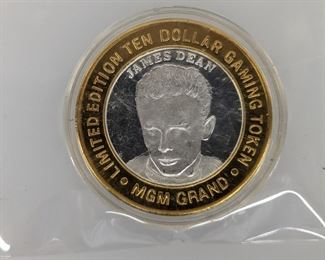 JAMES DEAN
LIMITED EDITION TEN DOLLAR GAMING TOKEN
• MGM GRAND •